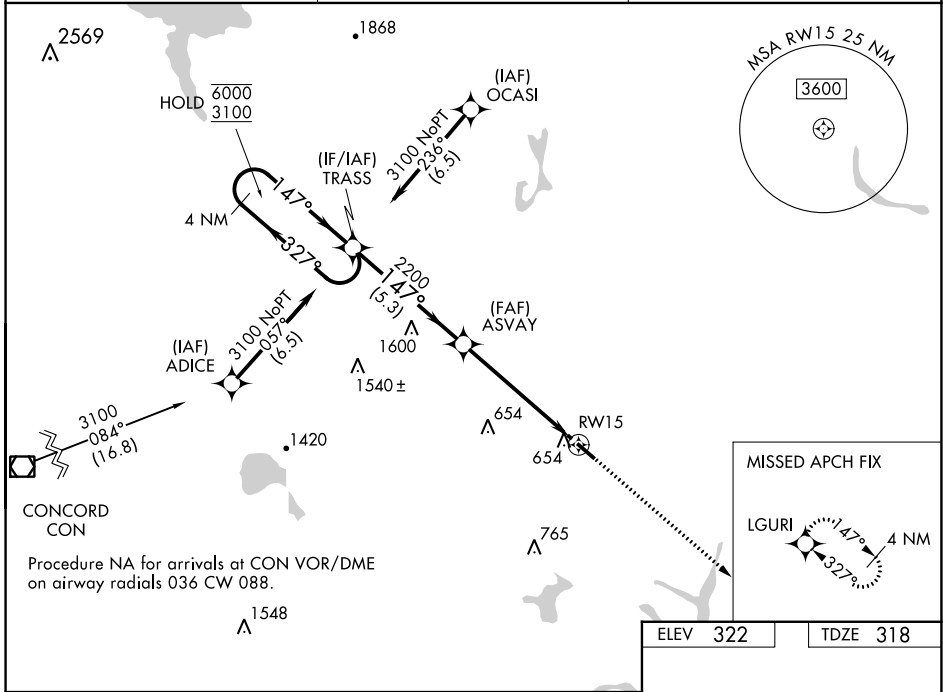 2569
1868
MSA RW15 25 NM
3600
HOLD 6000
3100
(IAF)
OCASI
3100 NoPT
236°
(6.5)
(IF/IAF)
TRASS
4 NM
147°
327°
2200
147°
(5.3)
(FAF)
ASVAY
3100 NoPT
057°
(6.5)
(IAF)
ADICE
1600
1540 ±
3100
084°
(16.8)
1420
654
RW15
654
CONCORD
CON
MISSED APCH FIX
LGURI
147°
4 NM
327°
765
Procedure NA for arrivals at CON VOR/DME
on airway radials 036 CW 088.
1548
ELEV 322
TDZE 318